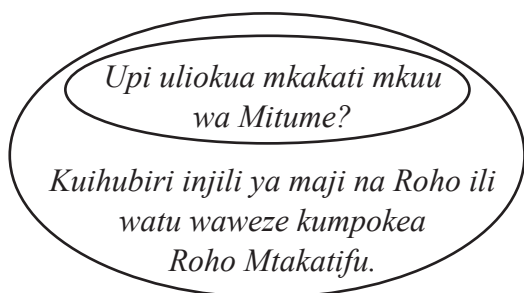 Upi uliokua mkakati mkuu
wa Mitume?
Kuihubiri injili ya maji na Roho ili
watu waweze kumpokea
Roho Mtakatifu.